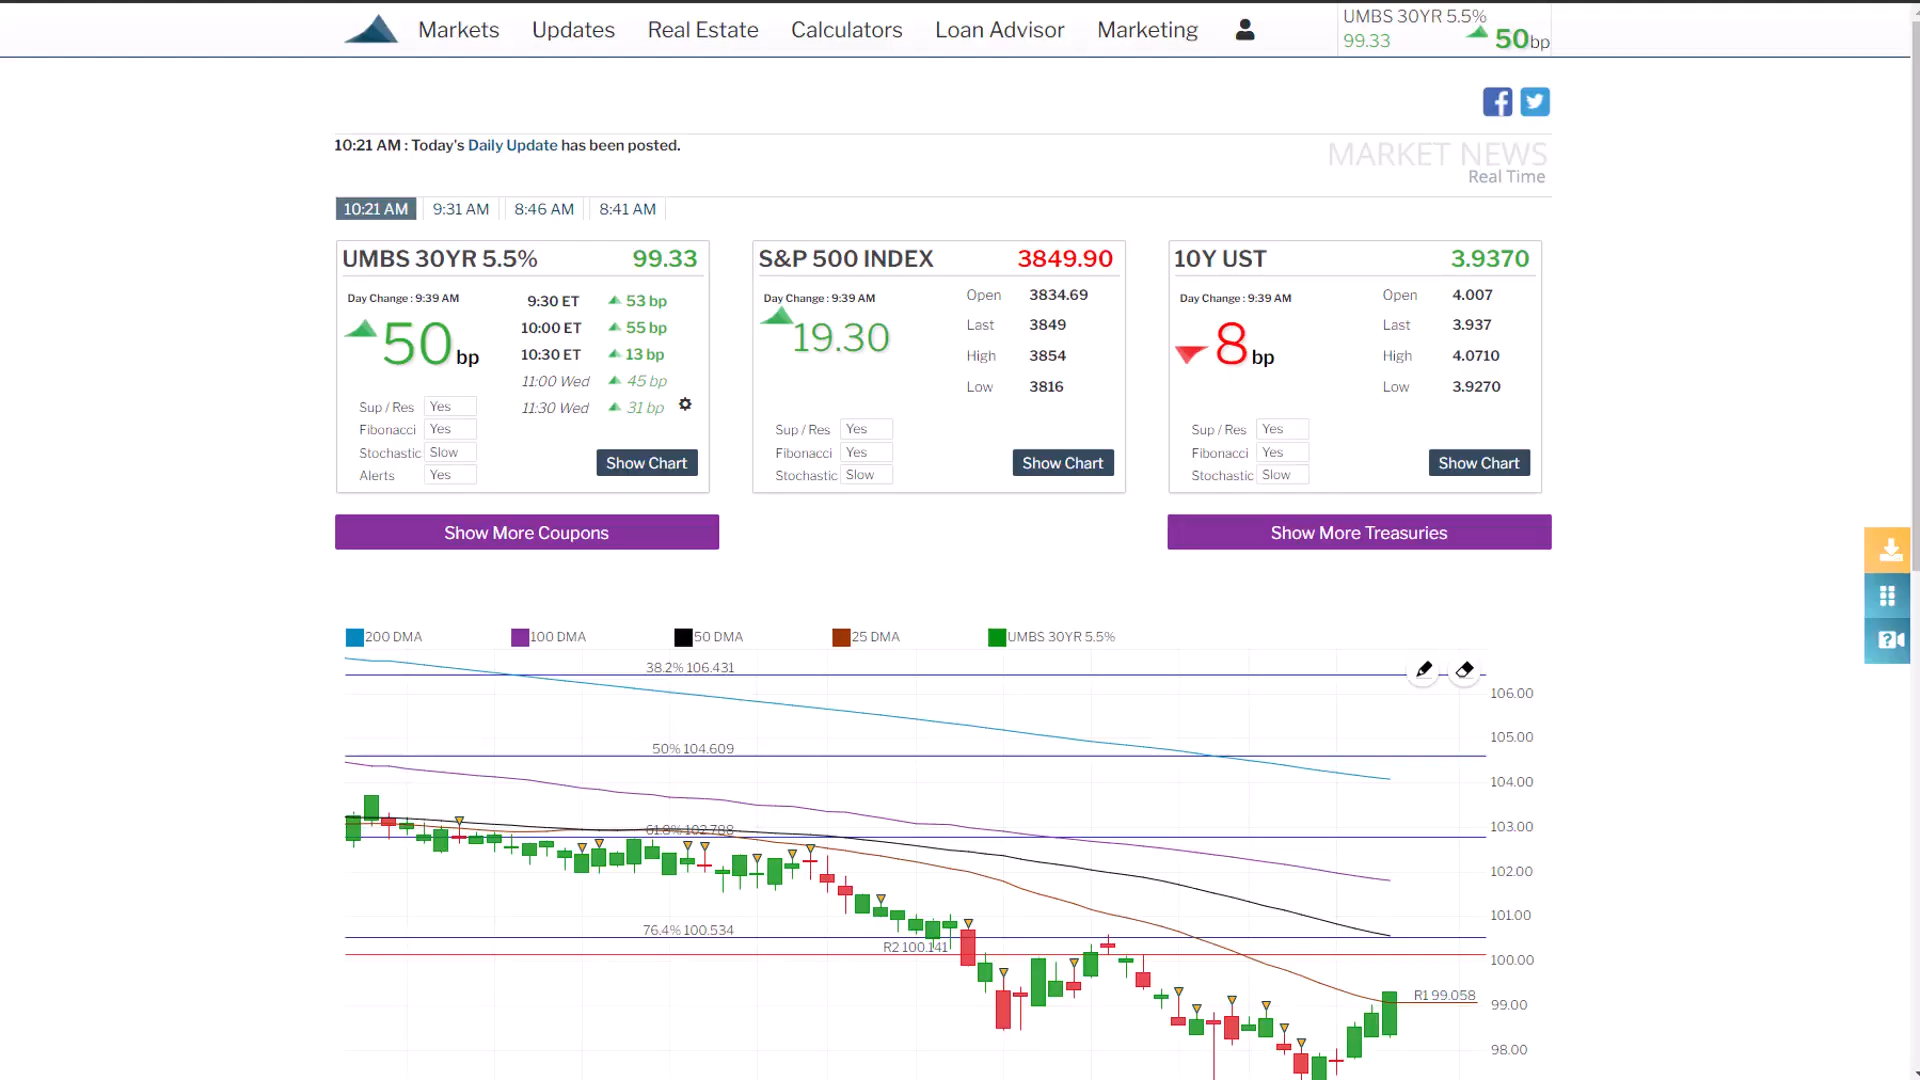 Markets Updates Real Estate Calculators Loan Advisor Marketing
UMBS 30YR 5.5%
99.33 50bp
10:21 AM : Today's Daily Update has been posted.
MARKET NEWS
Real Time
10:21 AM 9:31 AM 8:46 AM 8:41 AM
UMBS 30YR 5.5% 99.33
Day Change : 9:39 AM
50 bp
9:30 ET 53 bp
10:00 ET 55 bp
10:30 ET 13 bp
11:00 Wed 45 bp
11:30 Wed 31 bp
Sup / Res Yes
Fibonacci Yes
Stochastic Slow
Alerts Yes
Show Chart
S&P 500 INDEX 3849.90
Day Change : 9:39 AM
19.30
Open 3834.69
Last 3849
High 3854
Low 3816
Sup / Res Yes
Fibonacci Yes
Stochastic Slow
Show Chart
10Y UST 3.9370
Day Change : 9:39 AM
8 bp
Open 4.007
Last 3.937
High 4.0710
Low 3.9270
Sup / Res Yes
Fibonacci Yes
Stochastic Slow
Show Chart
Show More Coupons
Show More Treasuries
200 DMA 100 DMA 50 DMA 25 DMA UMBS 30YR 5.5%
38.2% 106.431
106.00
105.00
50% 104.609
104.00
103.00
61.8% 102.788
102.00
101.00
76.4% 100.534
R2 100.141
100.00
R1 99.058
99.00
98.00